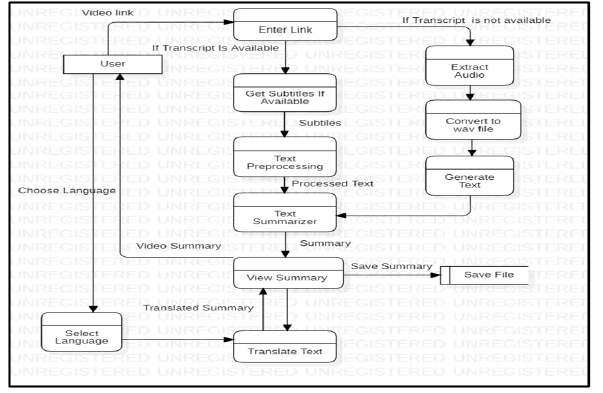 Video link
If Transcript is not available
Enter Link
If Transcript Is Available
User
Extract
Audio
Get Subtitles If
Available
Subtiles
Convert to
wav file
Text
Preprocessing
Generate
Text
Processed Text
Choose Language
Text
Summarizer
Video Summary
Summary
Save Summary
View Summary
Save File
Translated Summary
Select
Language
Translate Text
UNREGISTERED